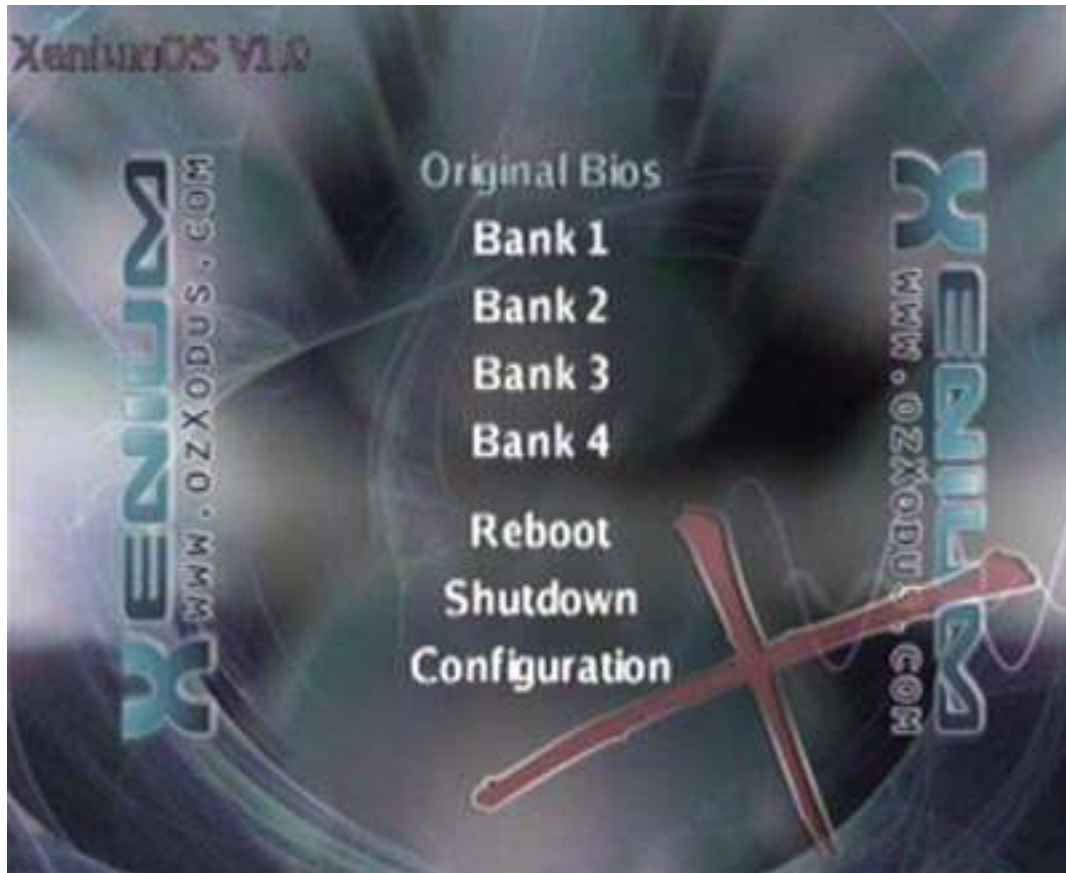 XeniumOS V1.0
XENIUM
WWW.OZXODUS.COM
Original Bios
Bank 1
Bank 2
Bank 3
Bank 4
Reboot
Shutdown
Configuration
XENIUM
WWW.OZXODUS.COM